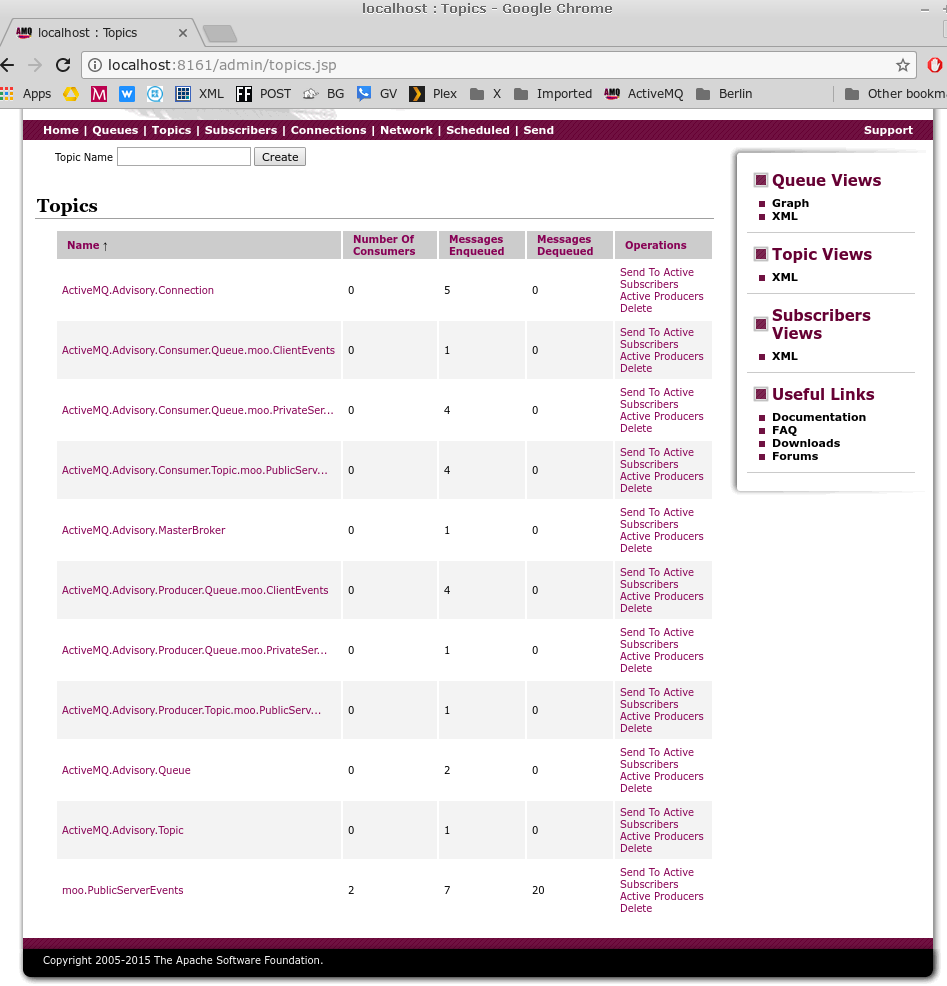 localhost : Topics - Google Chrome
AMQ localhost : Topics
localhost:8161/admin/topics.jsp
Apps XML FF POST BG GV Plex X Imported AMQ ActiveMQ Berlin Other bookm
Home | Queues | Topics | Subscribers | Connections | Network | Scheduled | Send Support
Topic Name Create
Topics
Name ↑ Number Of Consumers Messages Enqueued Messages Dequeued Operations
ActiveMQ.Advisory.Connection 0 5 0 Send To Active Subscribers
Active Producers
Delete
ActiveMQ.Advisory.Consumer.Queue.moo.ClientEvents 0 1 0 Send To Active Subscribers
Active Producers
Delete
ActiveMQ.Advisory.Consumer.Queue.moo.PrivateSer... 0 4 0 Send To Active Subscribers
Active Producers
Delete
ActiveMQ.Advisory.Consumer.Topic.moo.PublicServ... 0 4 0 Send To Active Subscribers
Active Producers
Delete
ActiveMQ.Advisory.MasterBroker 0 1 0 Send To Active Subscribers
Active Producers
Delete
ActiveMQ.Advisory.Producer.Queue.moo.ClientEvents 0 4 0 Send To Active Subscribers
Active Producers
Delete
ActiveMQ.Advisory.Producer.Queue.moo.PrivateSer... 0 1 0 Send To Active Subscribers
Active Producers
Delete
ActiveMQ.Advisory.Producer.Topic.moo.PublicServ... 0 1 0 Send To Active Subscribers
Active Producers
Delete
ActiveMQ.Advisory.Queue 0 2 0 Send To Active Subscribers
Active Producers
Delete
ActiveMQ.Advisory.Topic 0 1 0 Send To Active Subscribers
Active Producers
Delete
moo.PublicServerEvents 2 7 20 Send To Active Subscribers
Active Producers
Delete
Queue Views
Graph
XML
Topic Views
XML
Subscribers
Views
XML
Useful Links
Documentation
FAQ
Downloads
Forums
Copyright 2005-2015 The Apache Software Foundation.